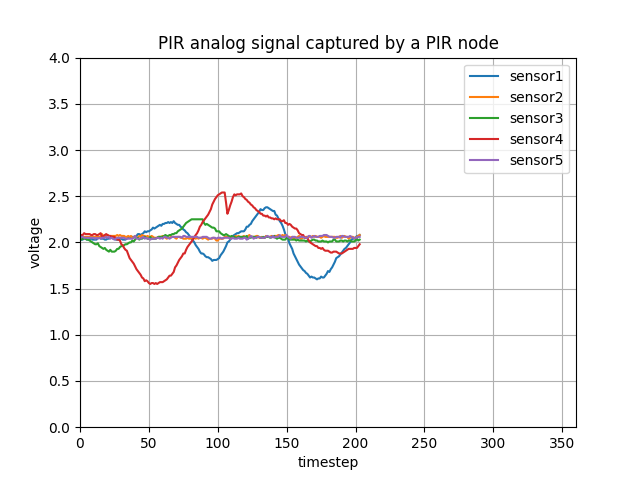 PIR analog signal captured by a PIR node
4.0
3.5
3.0
2.5
2.0
1.5
1.0
0.5
0.0
voltage
sensor1
sensor2
sensor3
sensor4
sensor5
0 50 100 150 200 250 300 350
timestep